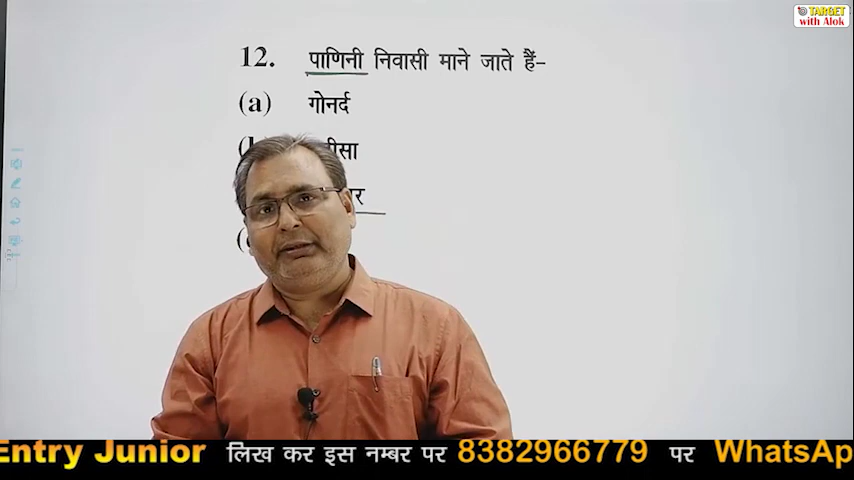 TARGET
with Alok
12. पाणिनी निवासी माने जाते हैं-
(a) गोनर्द
Entry Junior लिख कर इस नम्बर पर 8382966779 पर WhatsAp